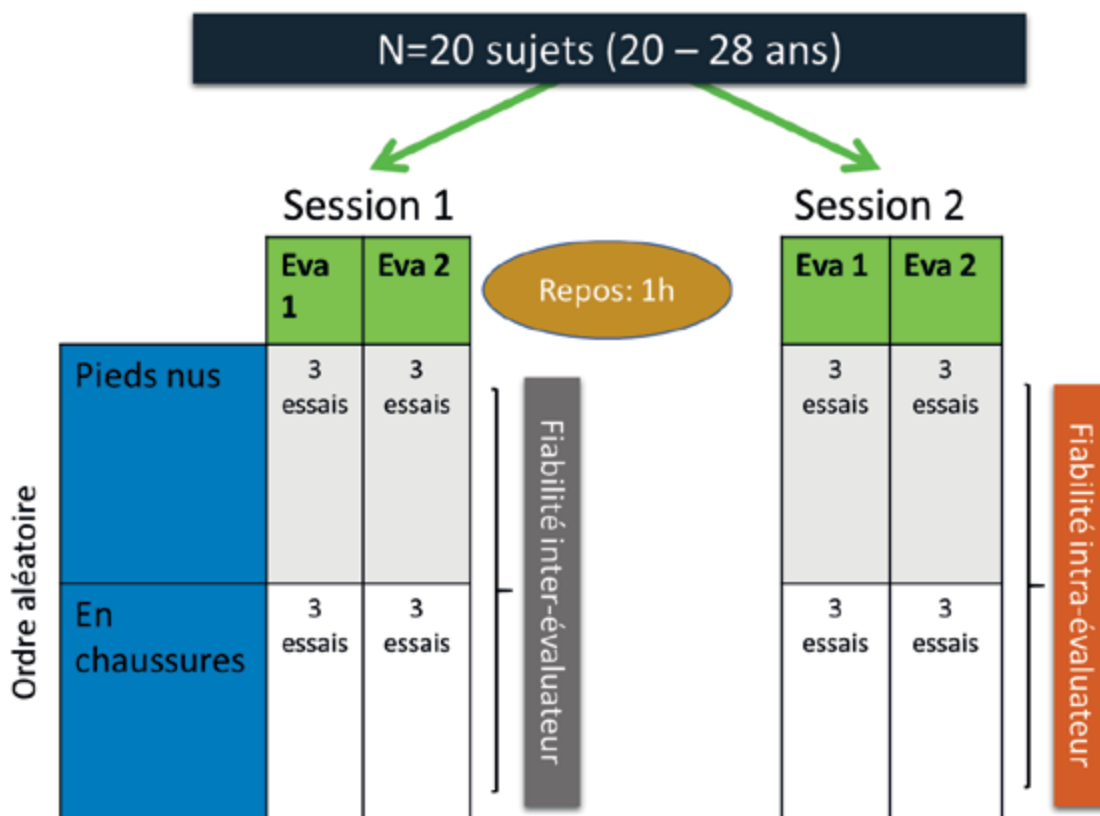 N=20 sujets (20 – 28 ans)
Session 1
Session 2
Eva
1
Eva 2
Repos: 1h
Eva 1
Eva 2
Ordre aléatoire
Pieds nus
3
essais
3
essais
Fiabilité inter-évaluateur
3
essais
3
essais
Fiabilité intra-évaluateur
En
chaussures
3
essais
3
essais
3
essais
3
essais